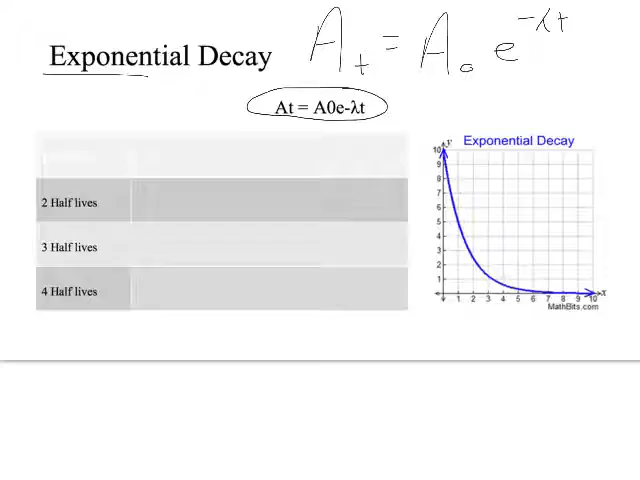 Exponential Decay
Aₜ = A₀ e^-λt
At = A0e-λt
2 Half lives
3 Half lives
4 Half lives
Exponential Decay
y
10
9
8
7
6
5
4
3
2
1
1 2 3 4 5 6 7 8 9 10 x
MathBits.com